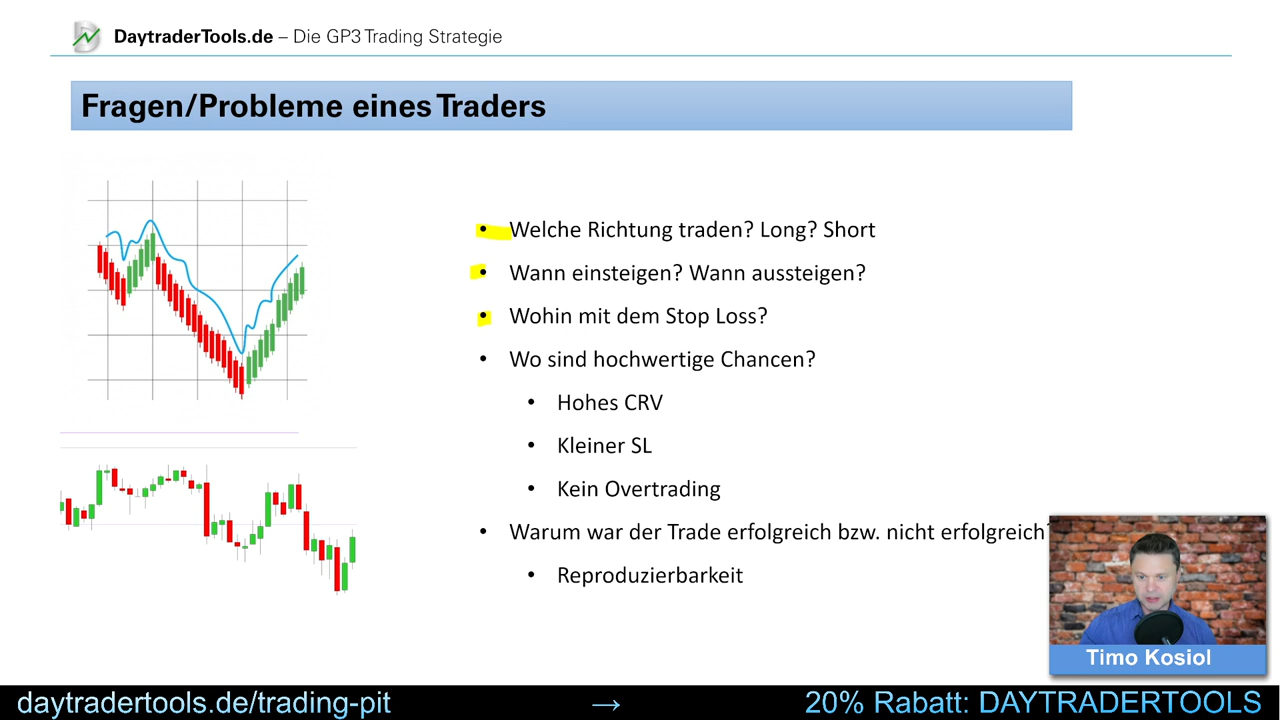 DaytraderTools.de – Die GP3 Trading Strategie
Fragen/Probleme eines Traders
• Welche Richtung traden? Long? Short
• Wann einsteigen? Wann aussteigen?
• Wohin mit dem Stop Loss?
• Wo sind hochwertige Chancen?
• Hohes CRV
• Kleiner SL
• Kein Overtrading
• Warum war der Trade erfolgreich bzw. nicht erfolgreich?
• Reproduzierbarkeit
Timo Kosiol
daytradertools.de/trading-pit → 20% Rabatt: DAYTRADERTOOLS